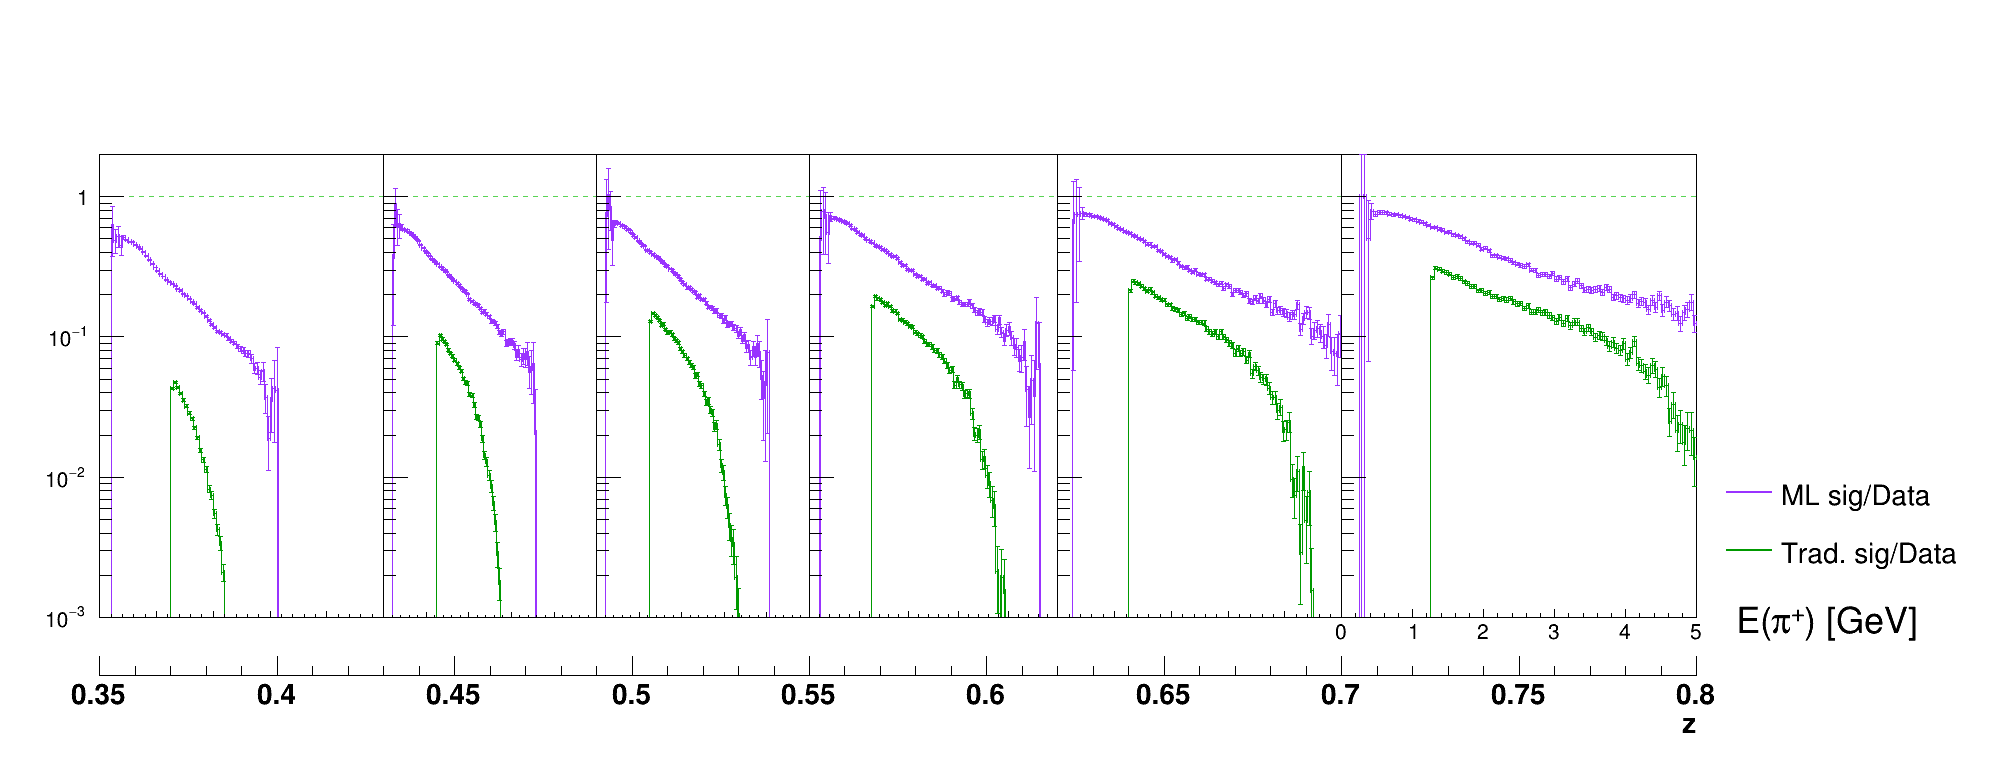 1
10⁻¹
10⁻²
10⁻³
ML sig/Data
Trad. sig/Data
0 1 2 3 4 5
E(π⁺) [GeV]
0.35 0.4 0.45 0.5 0.55 0.6 0.65 0.7 0.75 0.8
z